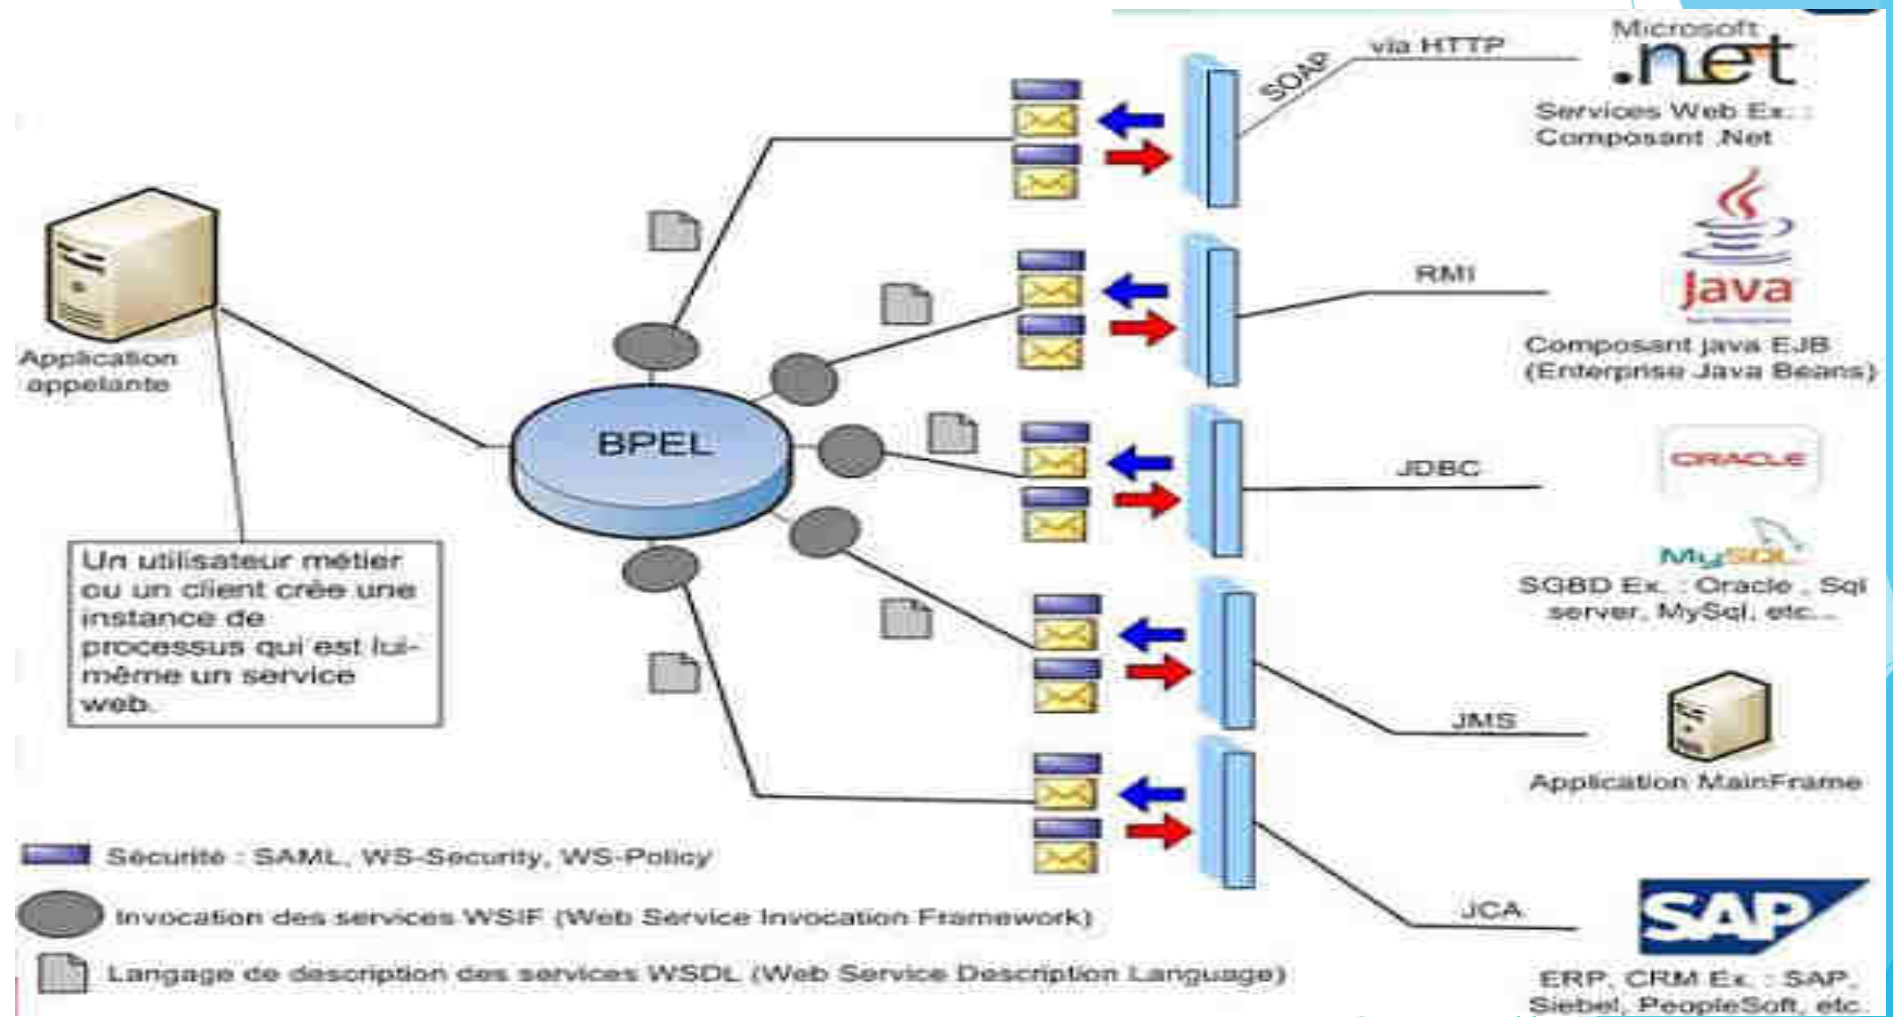 Microsoft
.net
SOAP
via HTTP
Services Web Ex. :
Composant .Net
Java
RMI
Composant java EJB
(Enterprise Java Beans)
Application
appelante
BPEL
ORACLE
JDBC
MySQL
SGBD Ex. : Oracle , Sql
server, MySql, etc...
Un utilisateur métier
ou un client crée une
instance de
processus qui est lui-
même un service
web.
JMS
Application MainFrame
Sécurité : SAML, WS-Security, WS-Policy
Invocation des services WSIF (Web Service Invocation Framework)
Langage de description des services WSDL (Web Service Description Language)
JCA
SAP
ERP, CRM Ex. : SAP,
Siebel, PeopleSoft, etc.